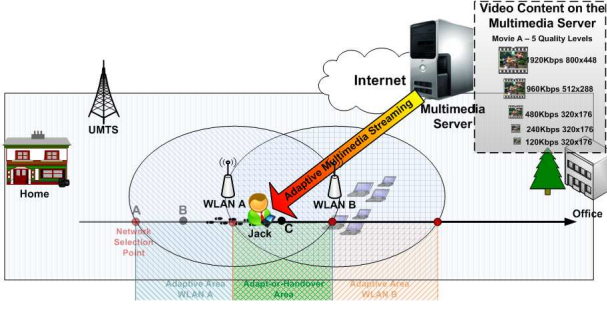 Video Content on the
Multimedia Server
Movie A – 5 Quality Levels
1920Kbps 800x448
960Kbps 512x288
480Kbps 320x176
240Kbps 320x176
120Kbps 320x176
Internet
Multimedia
Server
Adaptive Multimedia Streaming
UMTS
Home
WLAN A
WLAN B
Office
A
B
Jack
C
Network
Selection
Point
Adaptive Area
WLAN A
Adapt-or-Handover
Area
Adaptive Area
WLAN B